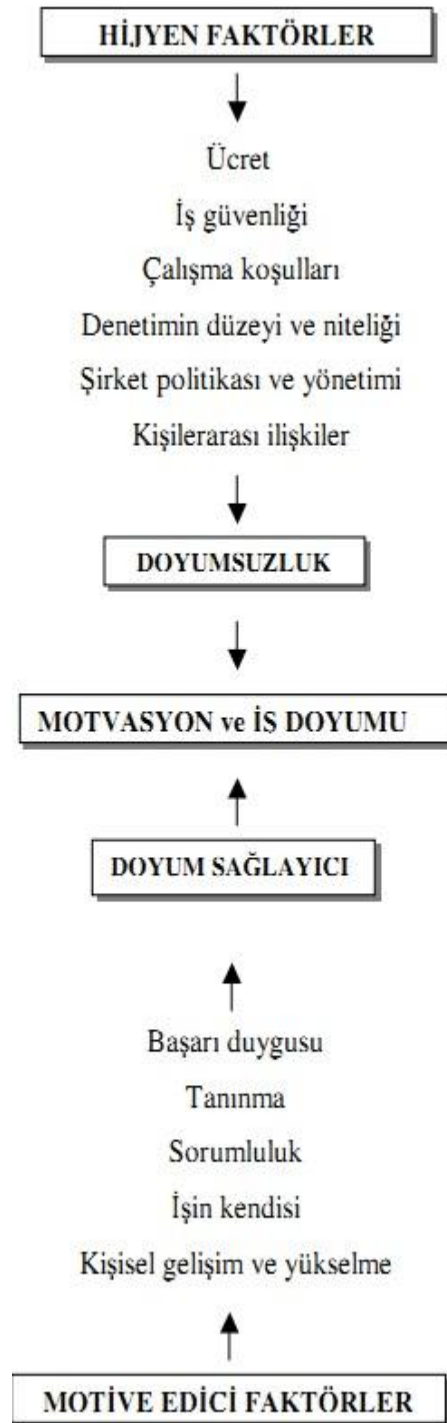 HİJYEN FAKTÖRLER
Ücret
İş güvenliği
Çalışma koşulları
Denetimin düzeyi ve niteliği
Şirket politikası ve yönetimi
Kişilerarası ilişkiler
DOYUMSUZLUK
MOTVASYON ve İS DOYUMU
DOYUM SAĞLAYICI
Başarı duygusu
Tanınma
Sorumluluk
İşin kendisi
Kişisel gelişim ve yükselme
MOTİVE EDİCİ FAKTÖRLER